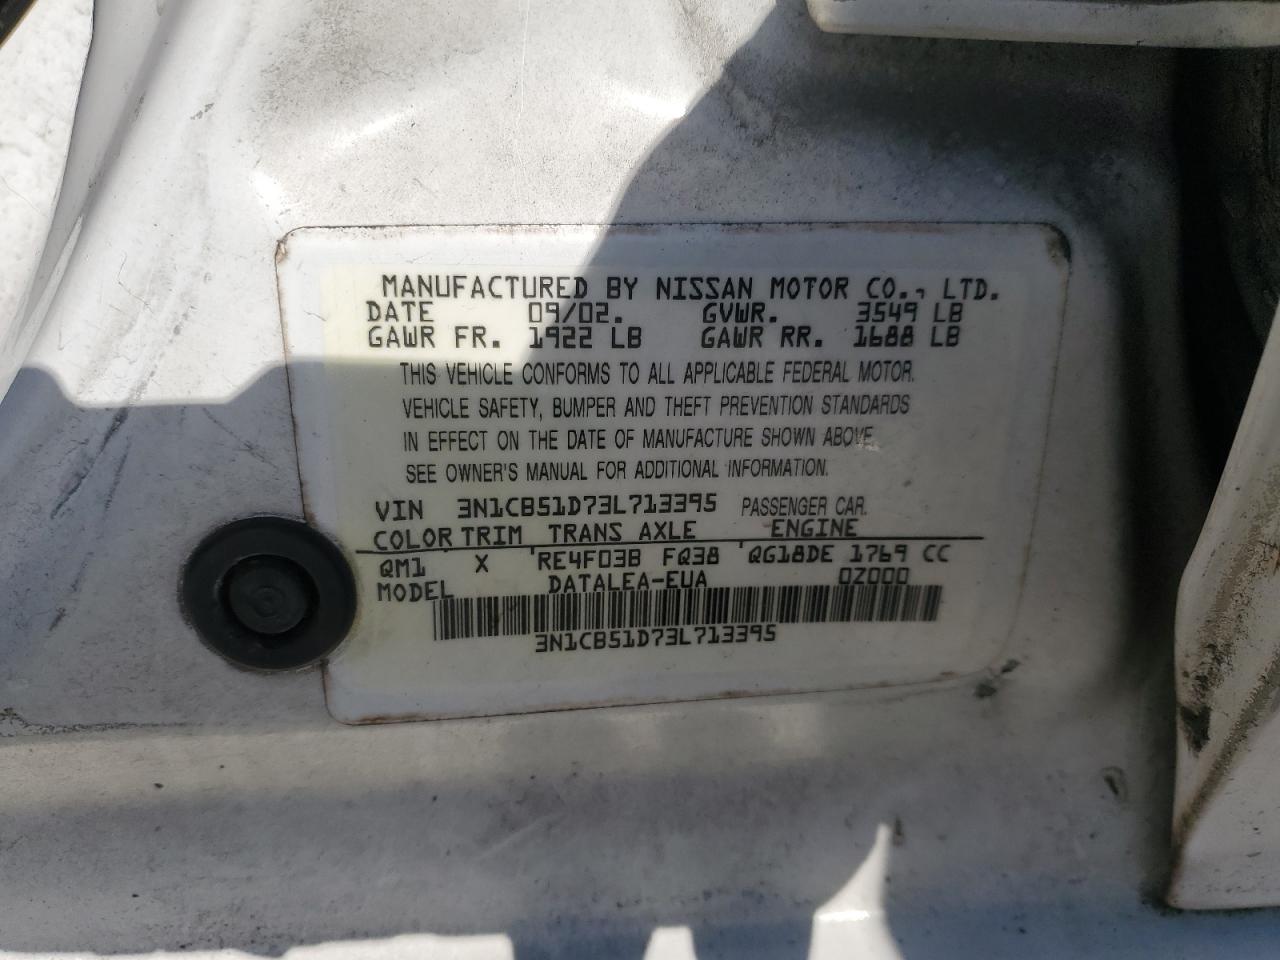 MANUFACTURED BY NISSAN MOTOR CO., LTD.
DATE 09/02. GVWR. 3549 LB
GAWR FR. 1922 LB GAWR RR. 1688 LB
THIS VEHICLE CONFORMS TO ALL APPLICABLE FEDERAL MOTOR.
VEHICLE SAFETY, BUMPER AND THEFT PREVENTION STANDARDS
IN EFFECT ON THE DATE OF MANUFACTURE SHOWN ABOVE.
SEE OWNER'S MANUAL FOR ADDITIONAL INFORMATION.
VIN 3N1CB51D73L713395 PASSENGER CAR.
COLOR TRIM TRANS AXLE ENGINE
QM1 X RE4F03B FQ38 QG18DE 1769 CC
MODEL DATALEA-EUA 0Z000
3N1CB51D73L713395